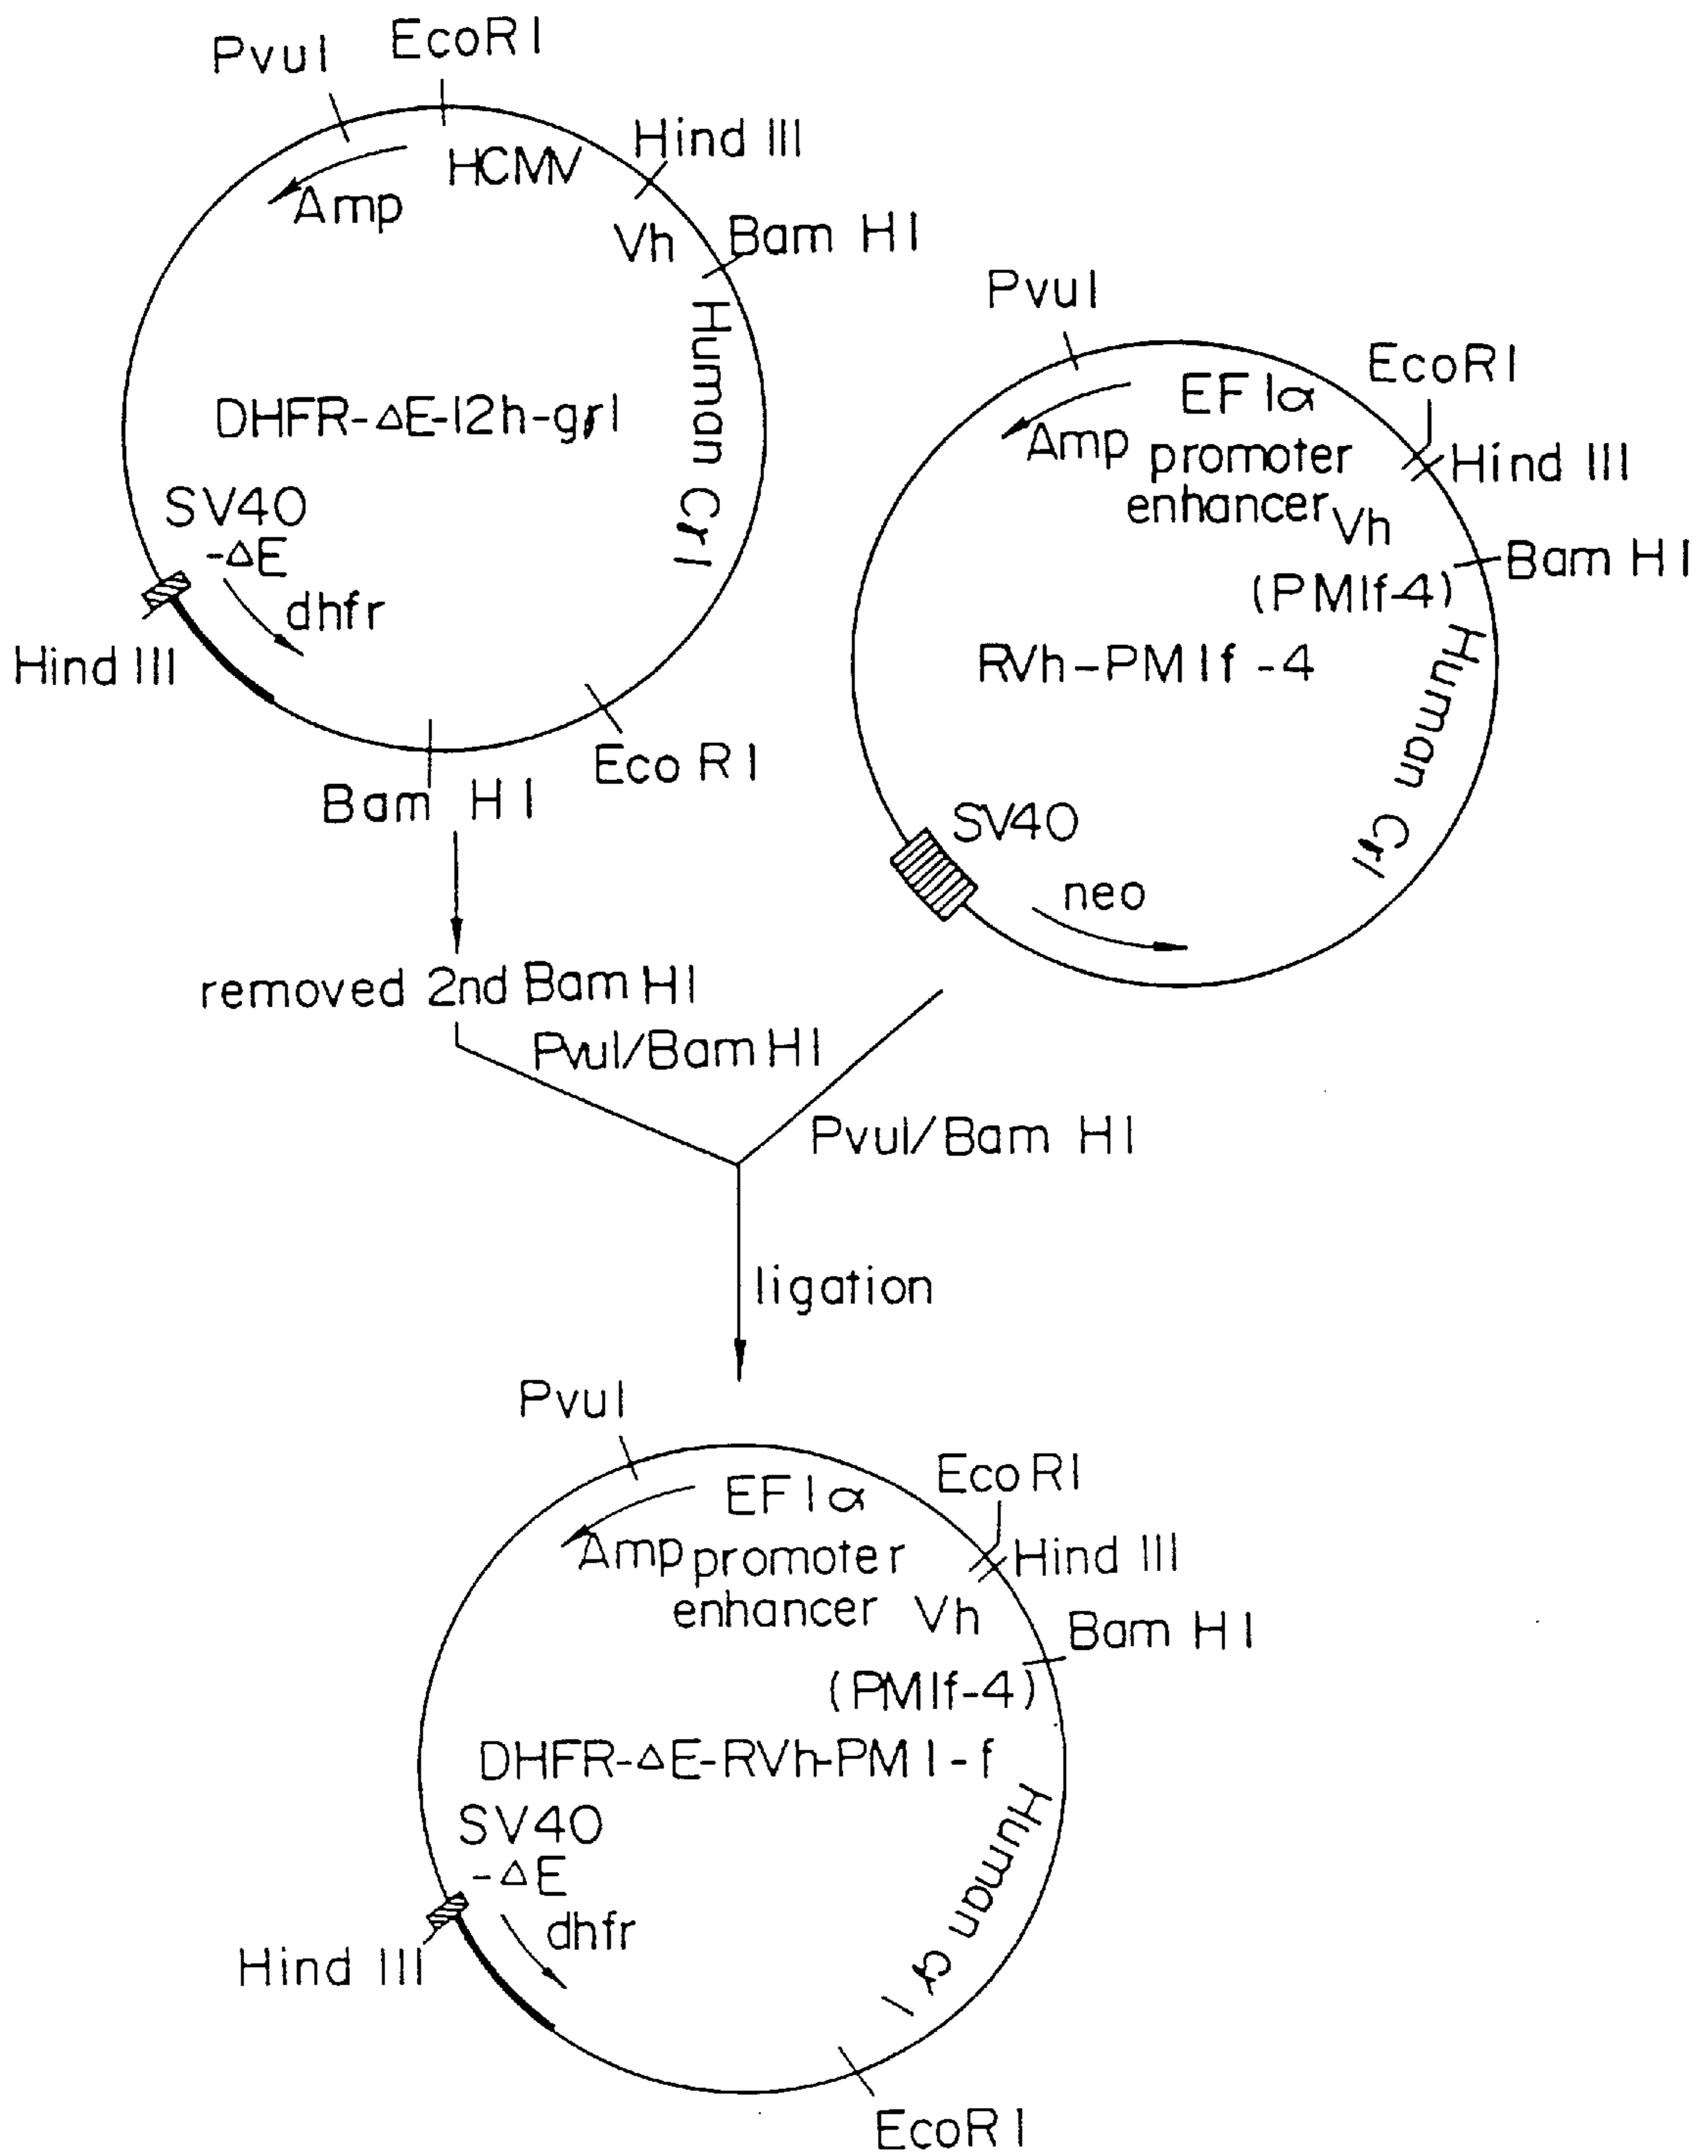 PvuI
EcoRI
Hind III
HCMV
Amp
Vh
Bam HI
Human Cγ1
DHFR-ΔE-12h-gγ1
SV40
-ΔE
dhfr
Hind III
Eco RI
Bam HI
PvuI
EcoRI
EF1α
Amp promoter
Hind III
enhancer Vh
Bam HI
(PM1f-4)
RVh-PM1f-4
Human Cγ1
SV40
neo
removed 2nd Bam HI
PvuI/Bam HI
PvuI/Bam HI
ligation
PvuI
Eco RI
EF1α
Amp promoter
Hind III
enhancer Vh
Bam HI
(PM1f-4)
DHFR-ΔE-RVh-PM1-f
Human Cγ1
SV40
-ΔE
dhfr
Hind III
EcoRI